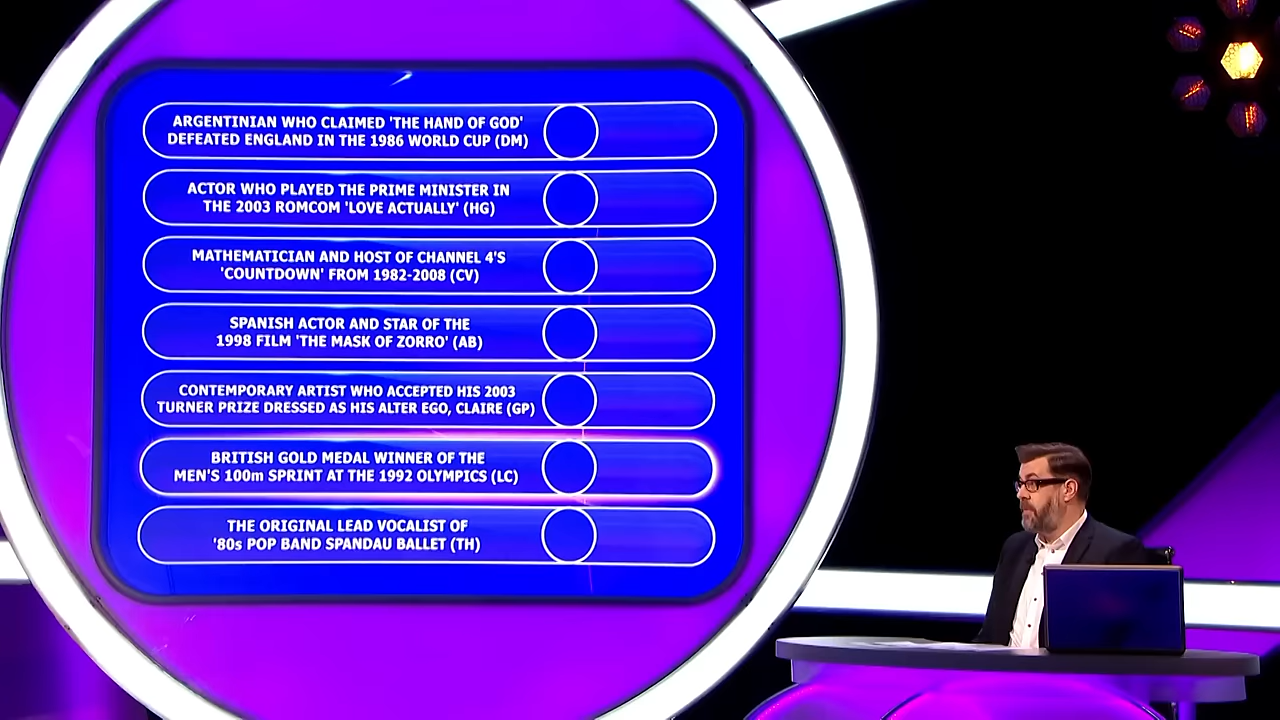 ARGENTINIAN WHO CLAIMED 'THE HAND OF GOD'
DEFEATED ENGLAND IN THE 1986 WORLD CUP (DM)
ACTOR WHO PLAYED THE PRIME MINISTER IN
THE 2003 ROMCOM 'LOVE ACTUALLY' (HG)
MATHEMATICIAN AND HOST OF CHANNEL 4'S
'COUNTDOWN' FROM 1982-2008 (CV)
SPANISH ACTOR AND STAR OF THE
1998 FILM 'THE MASK OF ZORRO' (AB)
CONTEMPORARY ARTIST WHO ACCEPTED HIS 2003
TURNER PRIZE DRESSED AS HIS ALTER EGO, CLAIRE (GP)
BRITISH GOLD MEDAL WINNER OF THE
MEN'S 100m SPRINT AT THE 1992 OLYMPICS (LC)
THE ORIGINAL LEAD VOCALIST OF
'80s POP BAND SPANDAU BALLET (TH)